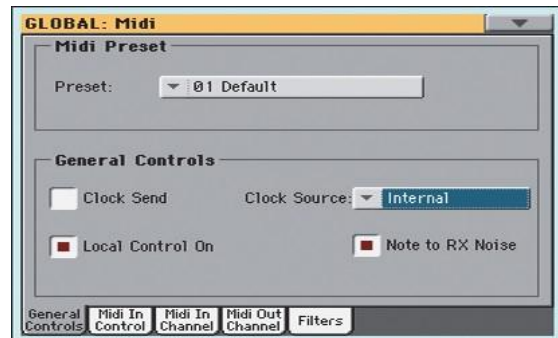 GLOBAL: Midi
Midi Preset
Preset: 01 Default
General Controls
Clock Send Clock Source: Internal
Local Control On Note to RX Noise
General Controls Midi In Control Midi In Channel Midi Out Channel Filters